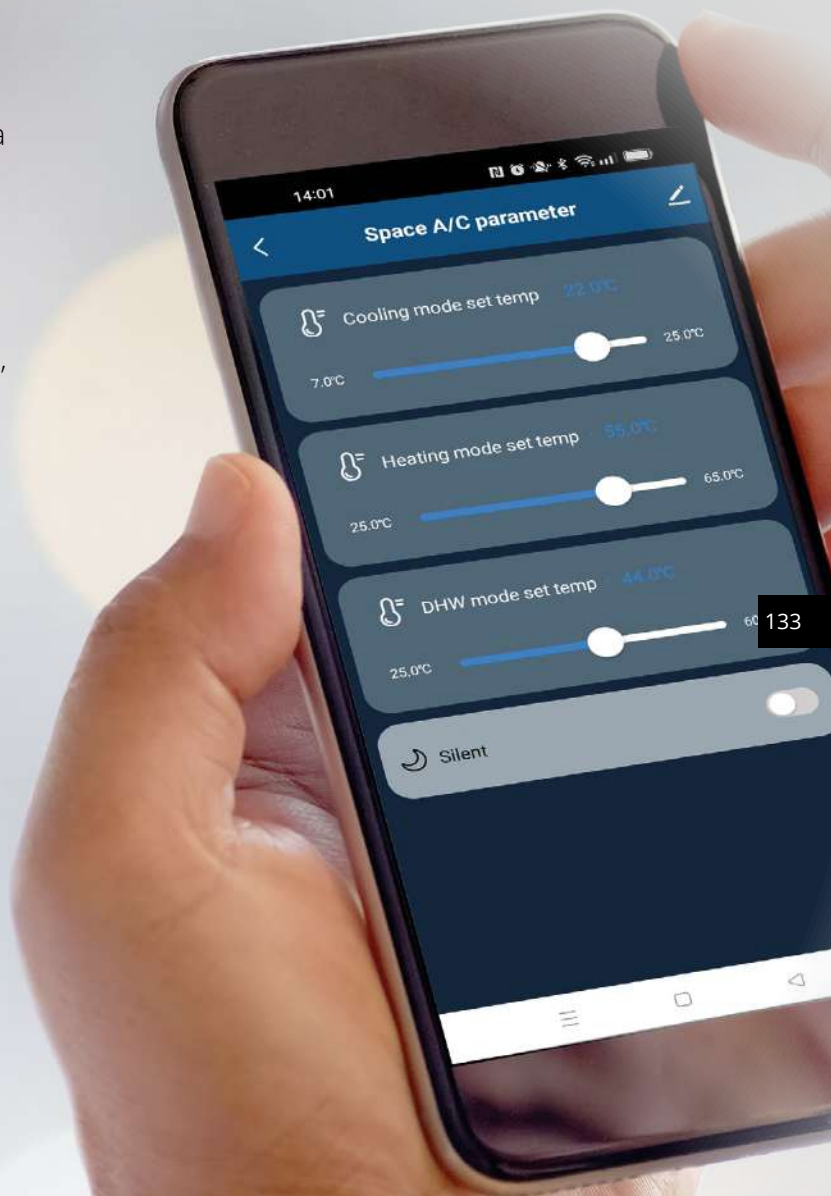 a
,
14:01
Space A/C parameter
Cooling mode set temp 22.0℃
7.0℃ 25.0℃
Heating mode set temp 55.0℃
25.0℃ 65.0℃
DHW mode set temp 44.0℃
25.0℃ 60
133
Silent